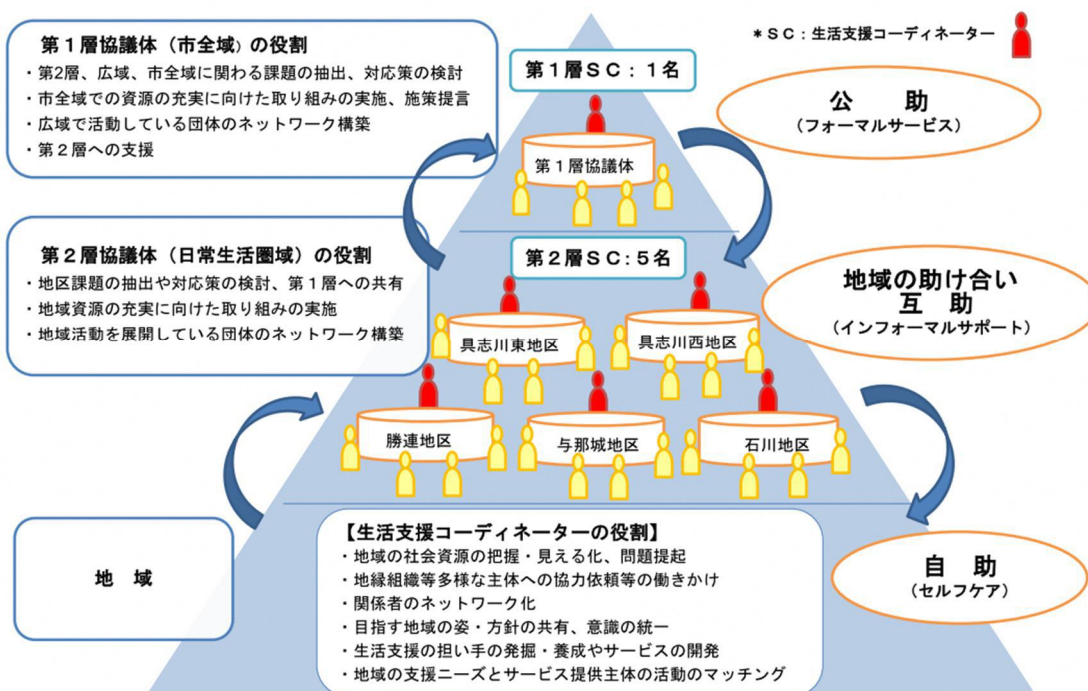 第1層協議体（市全域）の役割
・第2層、広域、市全域に関わる課題の抽出、対応策の検討
・市全域での資源の充実に向けた取り組みの実施、施策提言
・広域で活動している団体のネットワーク構築
・第２層への支援
第１層ＳＣ：１名
＊ＳＣ：生活支援コーディネーター
公　助
（フォーマルサービス）
第１層協議体
第２層協議体（日常生活圏域）の役割
・地区課題の抽出や対応策の検討、第１層への共有
・地域資源の充実に向けた取り組みの実施
・地域活動を展開している団体のネットワーク構築
第２層ＳＣ：５名
地域の助け合い
互助
（インフォーマルサポート）
具志川東地区
具志川西地区
勝連地区
与那城地区
石川地区
地　域
【生活支援コーディネーターの役割】
・地域の社会資源の把握・見える化、問題提起
・地縁組織等多様な主体への協力依頼等の働きかけ
・関係者のネットワーク化
・目指す地域の姿・方針の共有、意識の統一
・生活支援の担い手の発掘・養成やサービスの開発
・地域の支援ニーズとサービス提供主体の活動のマッチング
自　助
（セルフケア）